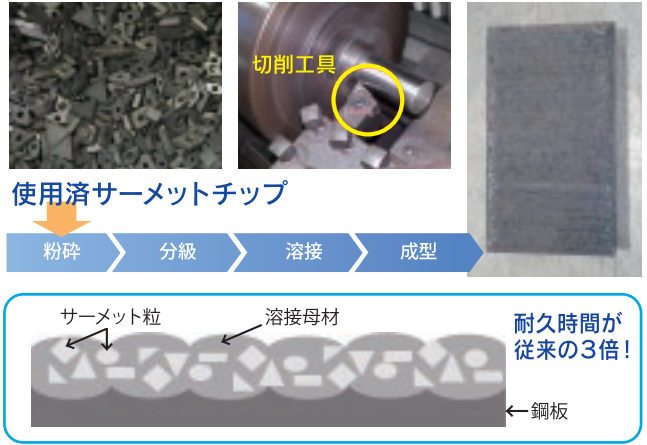 切削工具
使用済サーメットチップ
粉砕
分級
溶接
成型
サーメット粒
溶接母材
耐久時間が
従来の3倍！
鋼板